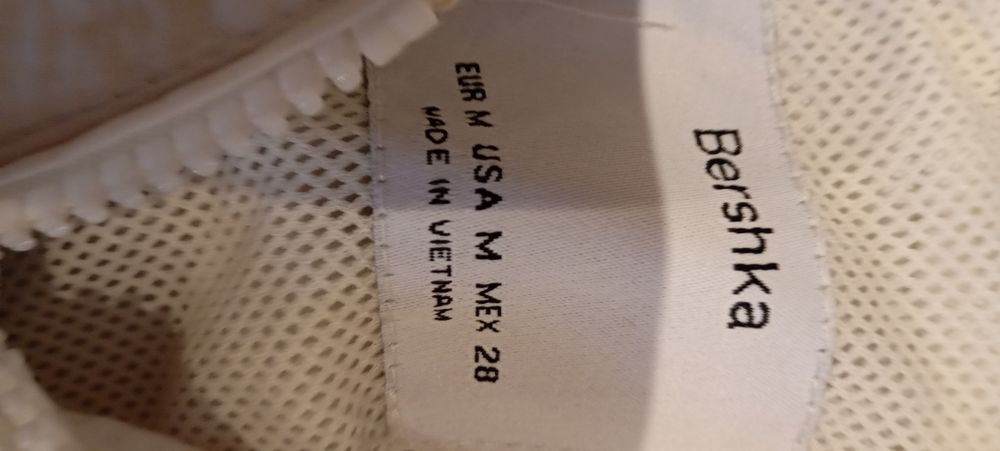 Bershka
EUR M USA M MEX 28
MADE IN VIETNAM